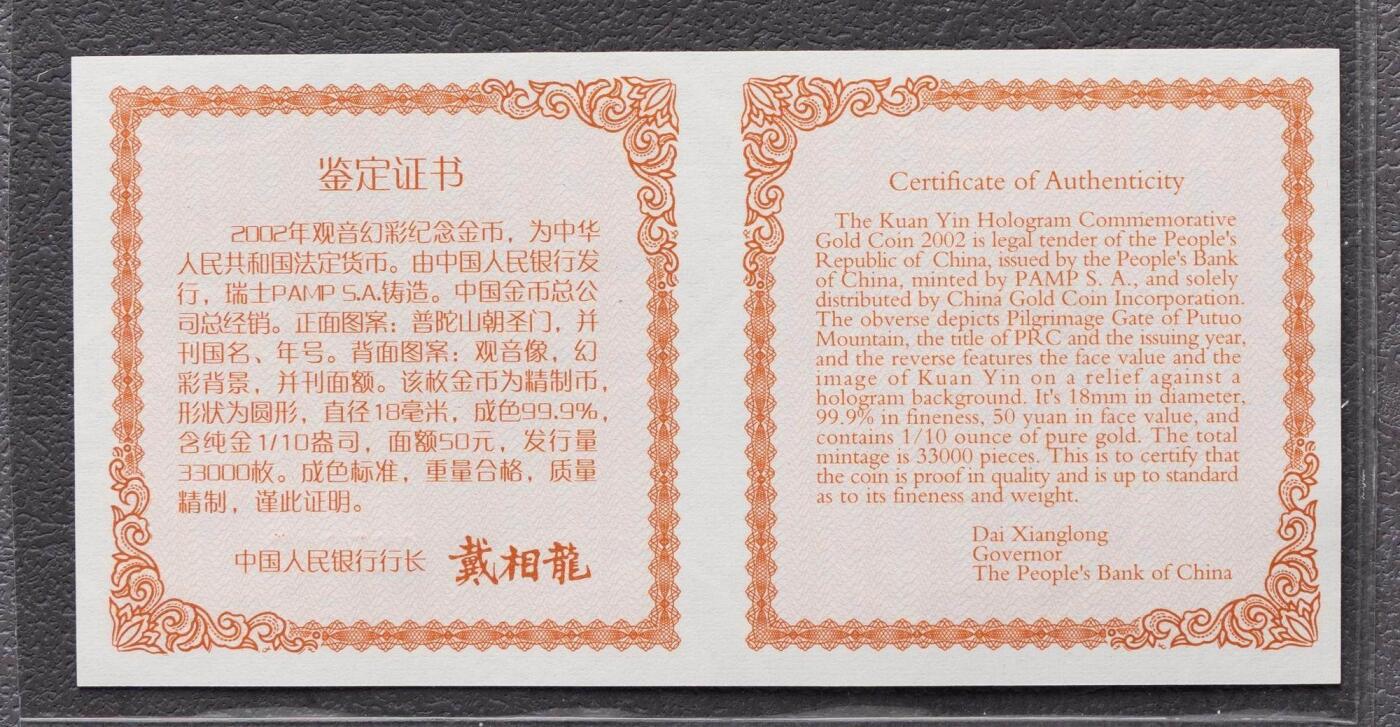 鉴定证书
2002年观音幻彩纪念金币，为中华
人民共和国法定货币。由中国人民银行发
行，瑞士PAMP S.A.铸造。中国金币总公
司总经销。正面图案：普陀山朝圣门，并
刊国名、年号。背面图案：观音像，幻
彩背景，并刊面额。该枚金币为精制币，
形状为圆形，直径18毫米，成色99.9%，
含纯金1/10盎司，面额50元，发行量
33000枚。成色标准，重量合格，质量
精制，谨此证明。
中国人民银行行长 戴相龍
Certificate of Authenticity
The Kuan Yin Hologram Commemorative
Gold Coin 2002 is legal tender of the People's
Republic of China, issued by the People's Bank
of China, minted by PAMP S. A., and solely
distributed by China Gold Coin Incorporation.
The obverse depicts Pilgrimage Gate of Putuo
Mountain, the title of PRC and the issuing year,
and the reverse features the face value and the
image of Kuan Yin on a relief against a
hologram background. It's 18mm in diameter,
99.9% in fineness, 50 yuan in face value, and
contains 1/10 ounce of pure gold. The total
mintage is 33000 pieces. This is to certify that
the coin is proof in quality and is up to standard
as to its fineness and weight.
Dai Xianglong
Governor
The People's Bank of China